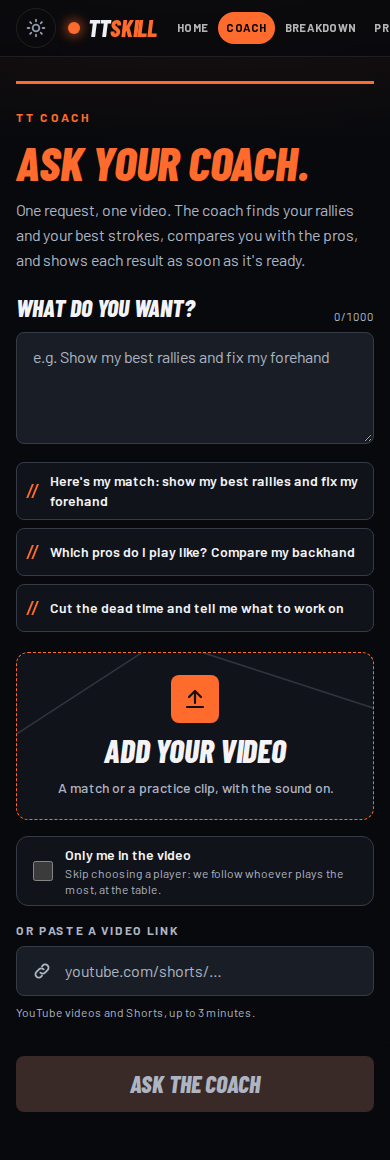 TTSKILL HOME COACH BREAKDOWN PR
TT COACH
ASK YOUR COACH.
One request, one video. The coach finds your rallies
and your best strokes, compares you with the pros,
and shows each result as soon as it's ready.
WHAT DO YOU WANT?
0/1000
e.g. Show my best rallies and fix my forehand
// Here's my match: show my best rallies and fix my
forehand
// Which pros do I play like? Compare my backhand
// Cut the dead time and tell me what to work on
ADD YOUR VIDEO
A match or a practice clip, with the sound on.
Only me in the video
Skip choosing a player: we follow whoever plays the
most, at the table.
OR PASTE A VIDEO LINK
youtube.com/shorts/...
YouTube videos and Shorts, up to 3 minutes.
ASK THE COACH